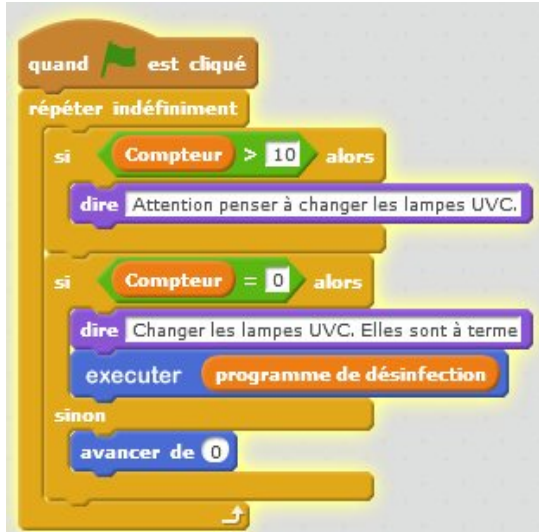 quand est cliqué
répéter indéfiniment
si Compteur > 10 alors
dire Attention penser à changer les lampes UVC.
si Compteur = 0 alors
dire Changer les lampes UVC. Elles sont à terme
executer programme de désinfection
sinon
avancer de 0